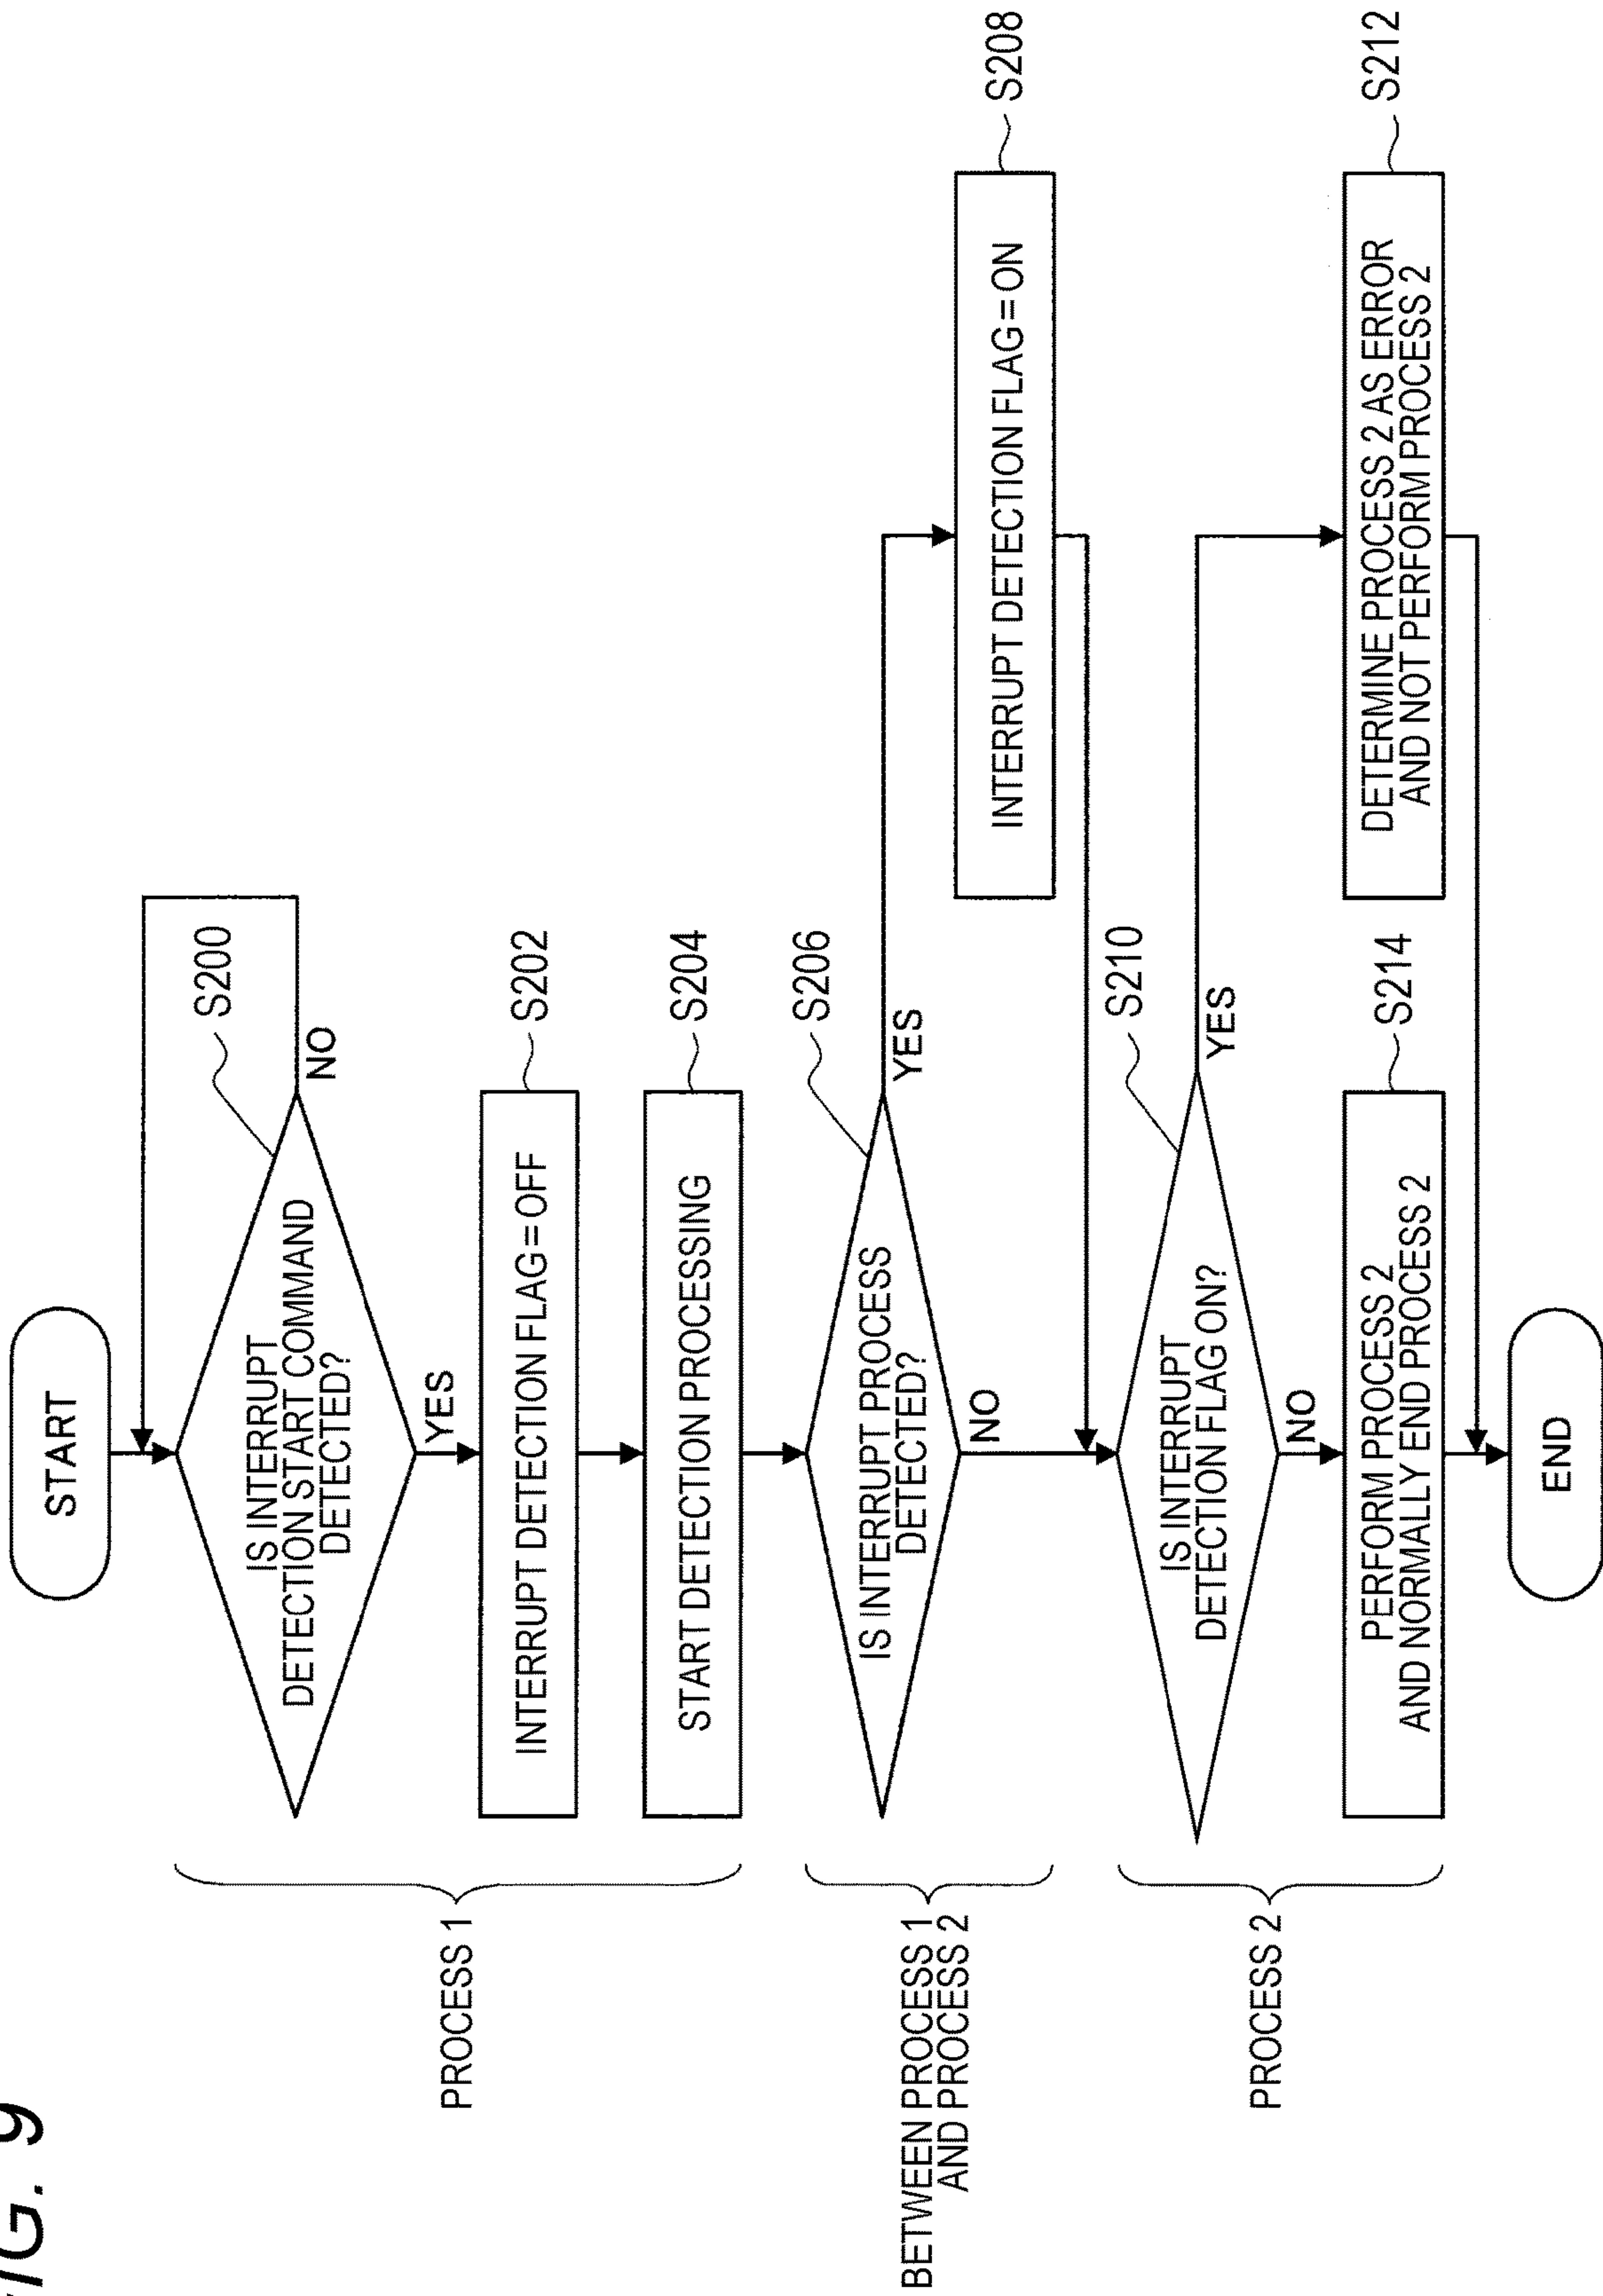 FIG. 9
START
IS INTERRUPT
DETECTION START COMMAND
DETECTED?
S200
NO
YES
PROCESS 1
INTERRUPT DETECTION FLAG=OFF
S202
START DETECTION PROCESSING
S204
IS INTERRUPT PROCESS
DETECTED?
S206
YES
NO
BETWEEN PROCESS 1
AND PROCESS 2
INTERRUPT DETECTION FLAG=ON
S208
IS INTERRUPT
DETECTION FLAG ON?
S210
YES
NO
PROCESS 2
PERFORM PROCESS 2
AND NORMALLY END PROCESS 2
S214
DETERMINE PROCESS 2 AS ERROR
AND NOT PERFORM PROCESS 2
S212
END